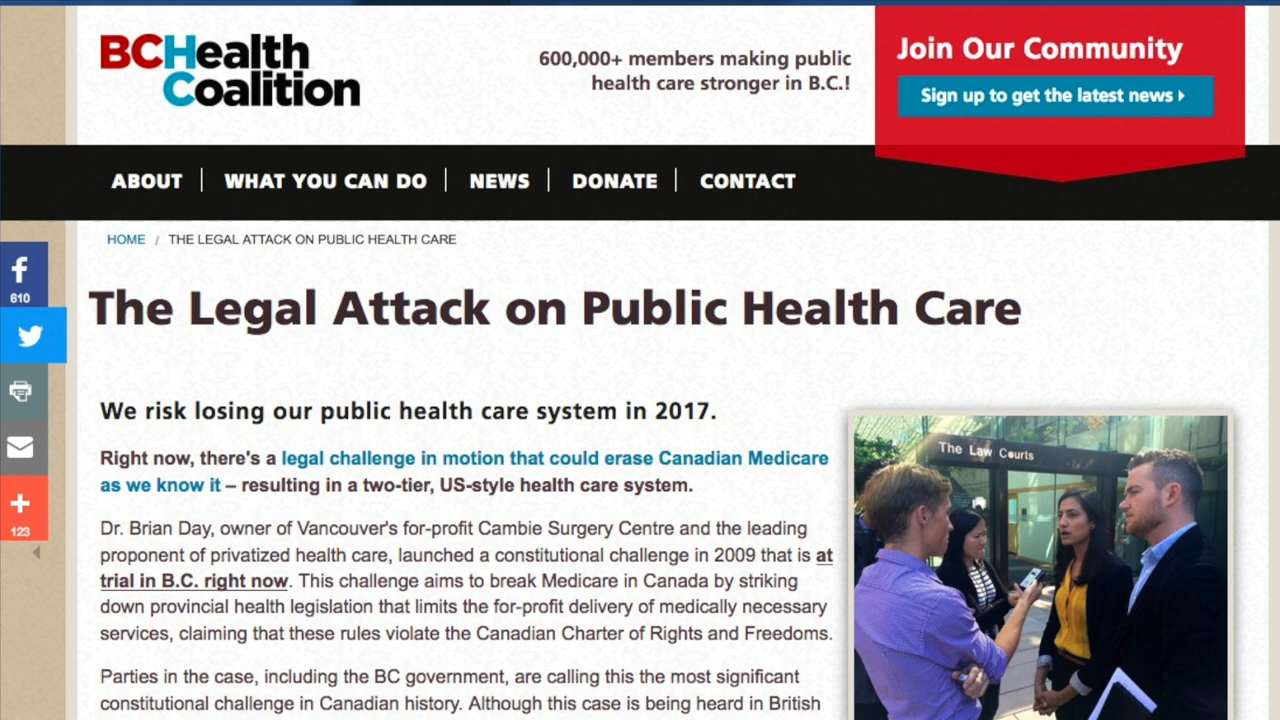 BCHealth
Coalition
600,000+ members making public
health care stronger in B.C.!
Join Our Community
Sign up to get the latest news
ABOUT
WHAT YOU CAN DO
NEWS
DONATE
CONTACT
HOME / THE LEGAL ATTACK ON PUBLIC HEALTH CARE
610
123
The Legal Attack on Public Health Care
We risk losing our public health care system in 2017.
Right now, there's a legal challenge in motion that could erase Canadian Medicare
as we know it – resulting in a two-tier, US-style health care system.
Dr. Brian Day, owner of Vancouver's for-profit Cambie Surgery Centre and the leading
proponent of privatized health care, launched a constitutional challenge in 2009 that is at
trial in B.C. right now. This challenge aims to break Medicare in Canada by striking
down provincial health legislation that limits the for-profit delivery of medically necessary
services, claiming that these rules violate the Canadian Charter of Rights and Freedoms.
Parties in the case, including the BC government, are calling this the most significant
constitutional challenge in Canadian history. Although this case is being heard in British
The Law Courts